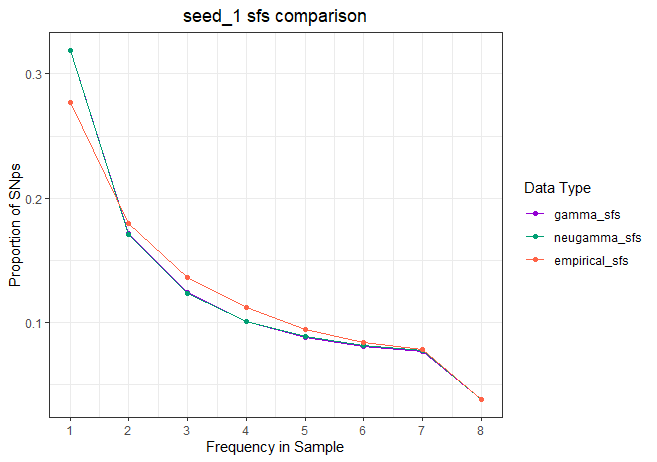 seed_1 sfs comparison
Proportion of SNps
0.3
0.2
0.1
1 2 3 4 5 6 7 8
Frequency in Sample
Data Type
gamma_sfs
neugamma_sfs
empirical_sfs